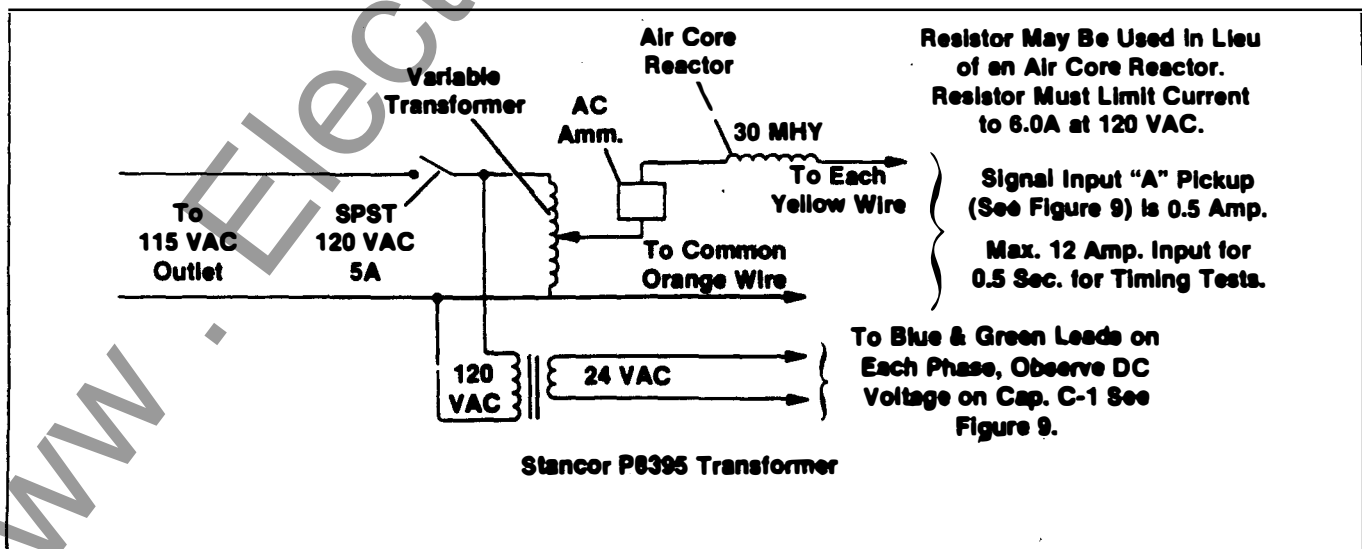 www. Elect
Air Core
Reactor
Variable
Transformer
AC
Amm.
30 MHY
Resistor May Be Used in Lieu
of an Air Core Reactor.
Resistor Must Limit Current
to 6.0A at 120 VAC.
To
115 VAC
Outlet
SPST
120 VAC
5A
To Each
Yellow Wire
To Common
Orange Wire
Signal Input "A" Pickup
(See Figure 9) is 0.5 Amp.
Max. 12 Amp. Input for
0.5 Sec. for Timing Tests.
120
VAC
24 VAC
To Blue & Green Leads on
Each Phase, Observe DC
Voltage on Cap. C-1 See
Figure 9.
Stancor P8395 Transformer